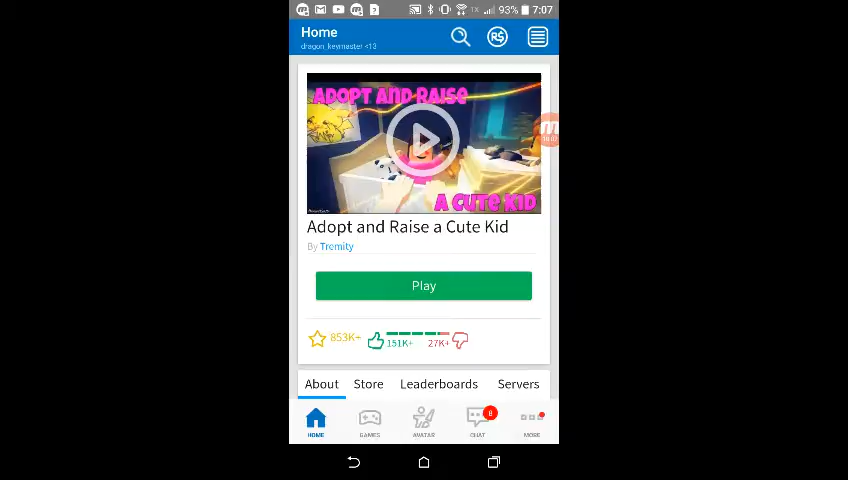 1X 93% 7:07
Home
dragon_keymaster <13
R$
ADOPT AND RAISE
A CUTE KID
Adopt and Raise a Cute Kid
By Tremity
Play
853K+
151K+
27K+
About Store Leaderboards Servers
8
HOME GAMES AVATAR CHAT MORE